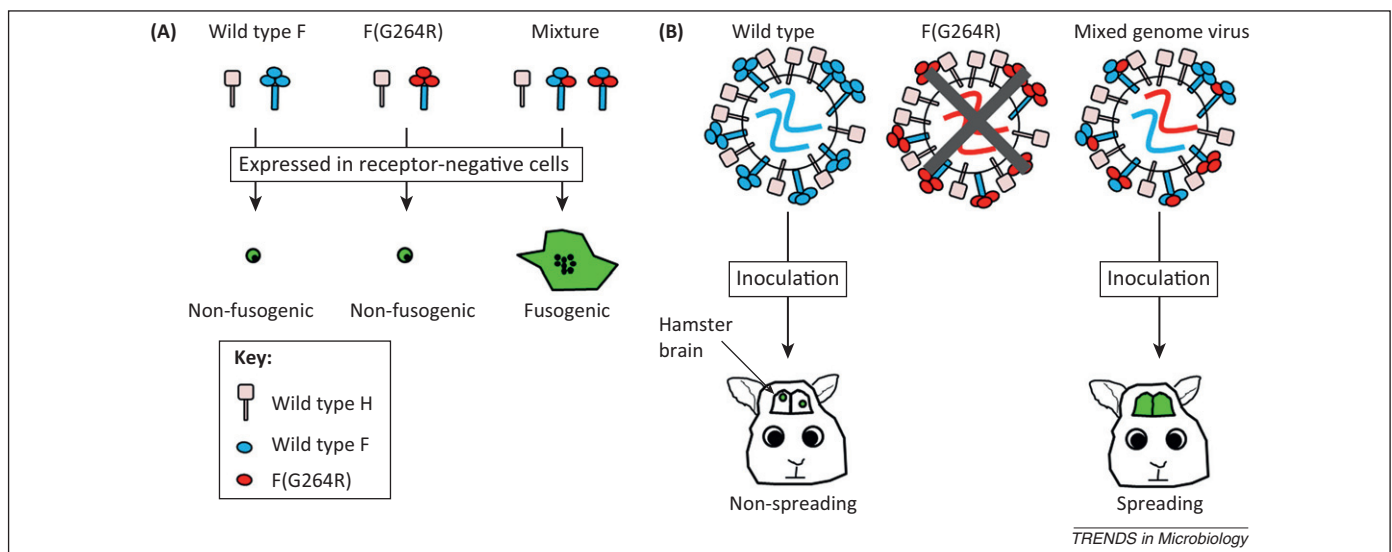 (A)
Wild type F
F(G264R)
Mixture
Expressed in receptor-negative cells
Non-fusogenic
Non-fusogenic
Fusogenic
Key:
Wild type H
Wild type F
F(G264R)
(B)
Wild type
F(G264R)
Mixed genome virus
Inoculation
Inoculation
Hamster
brain
Non-spreading
Spreading
TRENDS in Microbiology